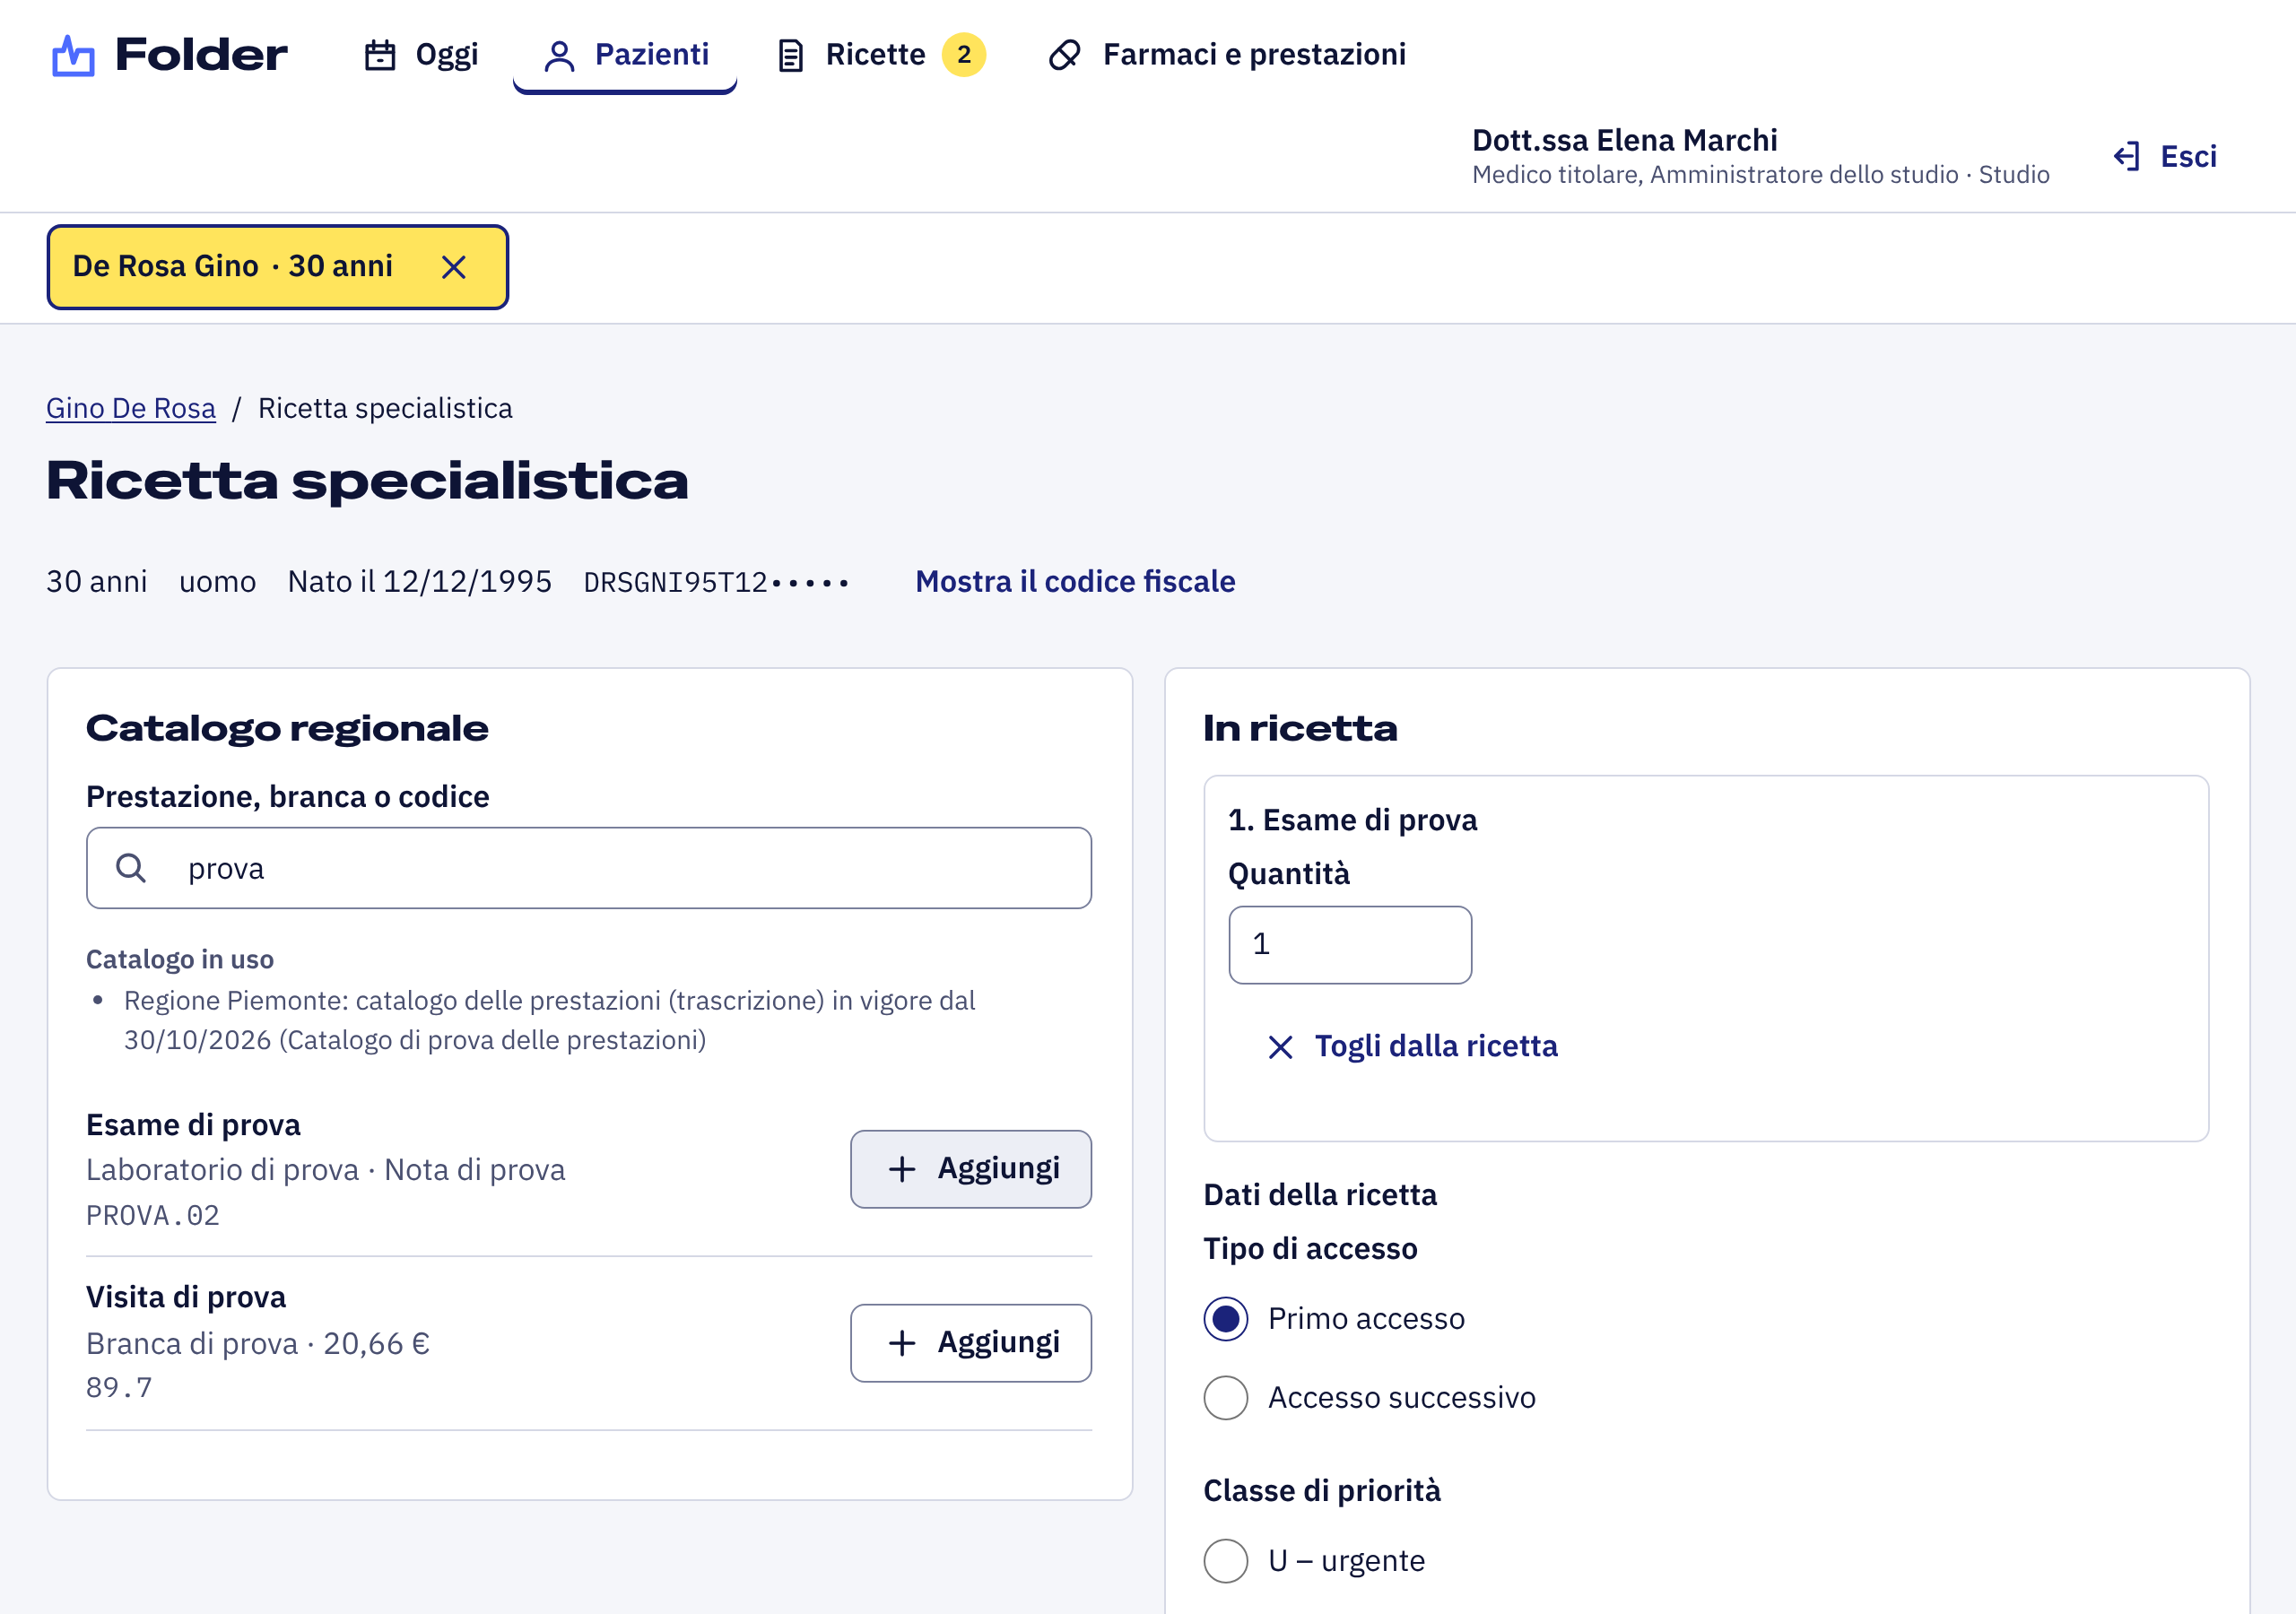 Folder
Oggi
Pazienti
Ricette 2
Farmaci e prestazioni
Dott.ssa Elena Marchi
Medico titolare, Amministratore dello studio · Studio
Esci
De Rosa Gino · 30 anni
Gino De Rosa / Ricetta specialistica
Ricetta specialistica
30 anni uomo Nato il 12/12/1995 DRSGNI95T12••••• Mostra il codice fiscale
Catalogo regionale
Prestazione, branca o codice
prova
Catalogo in uso
• Regione Piemonte: catalogo delle prestazioni (trascrizione) in vigore dal
30/10/2026 (Catalogo di prova delle prestazioni)
Esame di prova
Laboratorio di prova · Nota di prova
PROVA.02
Aggiungi
Visita di prova
Branca di prova · 20,66 €
89.7
Aggiungi
In ricetta
1. Esame di prova
Quantità
1
Togli dalla ricetta
Dati della ricetta
Tipo di accesso
Primo accesso
Accesso successivo
Classe di priorità
U – urgente